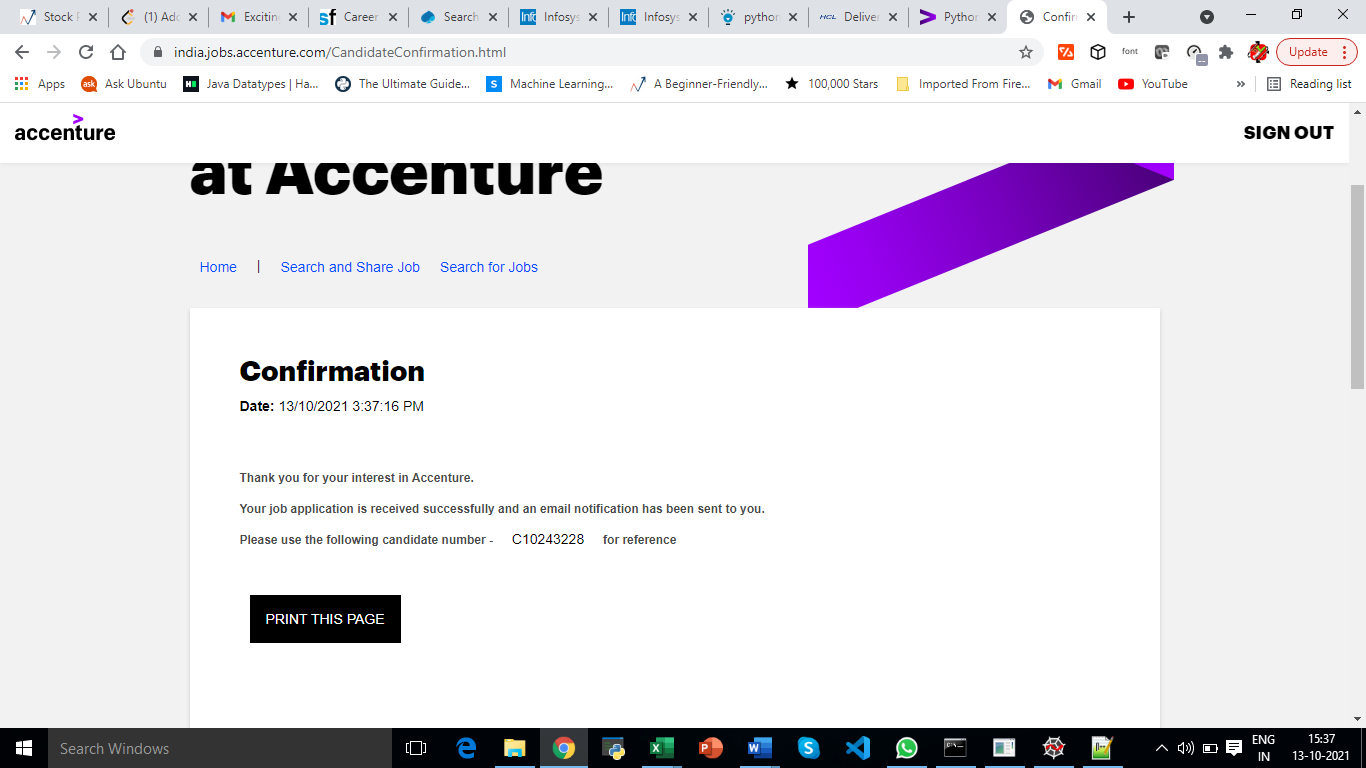 Stock P
(1) Add
Exciting
Career
Search
Infosys
Infosys
python
HCL Deliver
Python
Confirm
india.jobs.accenture.com/CandidateConfirmation.html
font
Update
Apps
Ask Ubuntu
Java Datatypes | Ha...
The Ultimate Guide...
Machine Learning...
A Beginner-Friendly...
100,000 Stars
Imported From Fire...
Gmail
YouTube
»
Reading list
accenture
SIGN OUT
at Accenture
Home | Search and Share Job Search for Jobs
Confirmation
Date: 13/10/2021 3:37:16 PM
Thank you for your interest in Accenture.
Your job application is received successfully and an email notification has been sent to you.
Please use the following candidate number - C10243228 for reference
PRINT THIS PAGE
Search Windows
ENG
IN
15:37
13-10-2021